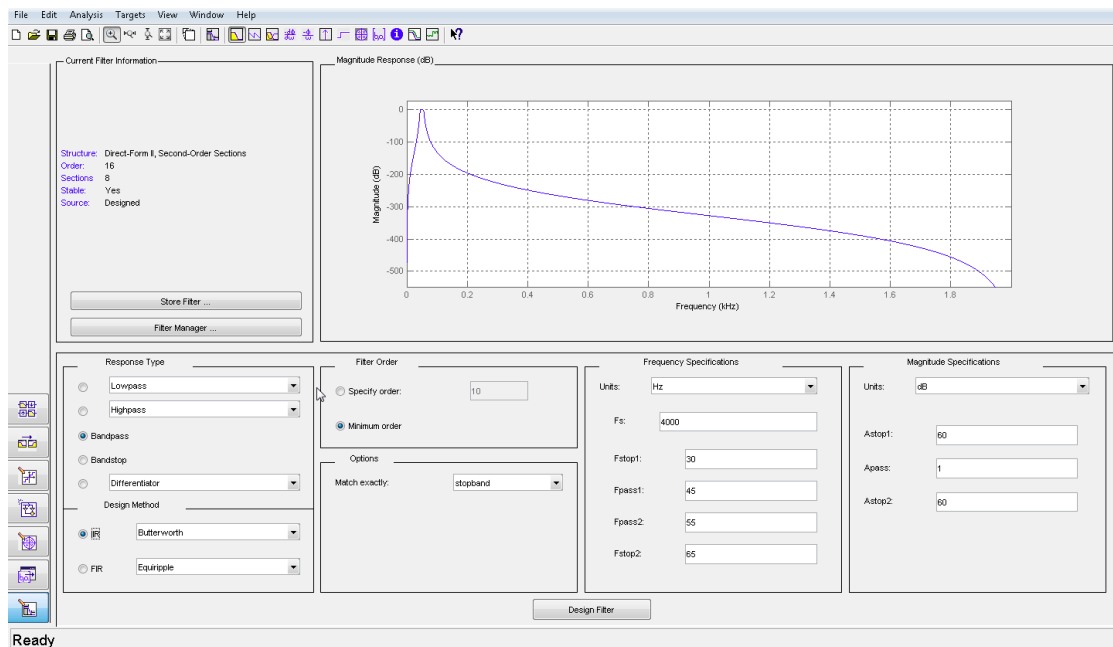 File Edit Analysis Targets View Window Help
Current Filter Information
Structure: Direct-Form II, Second-Order Sections
Order: 16
Sections 8
Stable: Yes
Source: Designed
Store Filter ...
Filter Manager ...
Magnitude Response (dB)
Magnitude (dB)
0
-100
-200
-300
-400
-500
0 0.2 0.4 0.6 0.8 1 1.2 1.4 1.6 1.8
Frequency (kHz)
Response Type
Lowpass
Highpass
Bandpass
Bandstop
Differentiator
Design Method
IIR Butterworth
FIR Equiripple
Filter Order
Specify order: 10
Minimum order
Options
Match exactly: stopband
Frequency Specifications
Units: Hz
Fs: 4000
Fstop1: 30
Fpass1: 45
Fpass2: 55
Fstop2: 65
Magnitude Specifications
Units: dB
Astop1: 60
Apass: 1
Astop2: 60
Design Filter
Ready